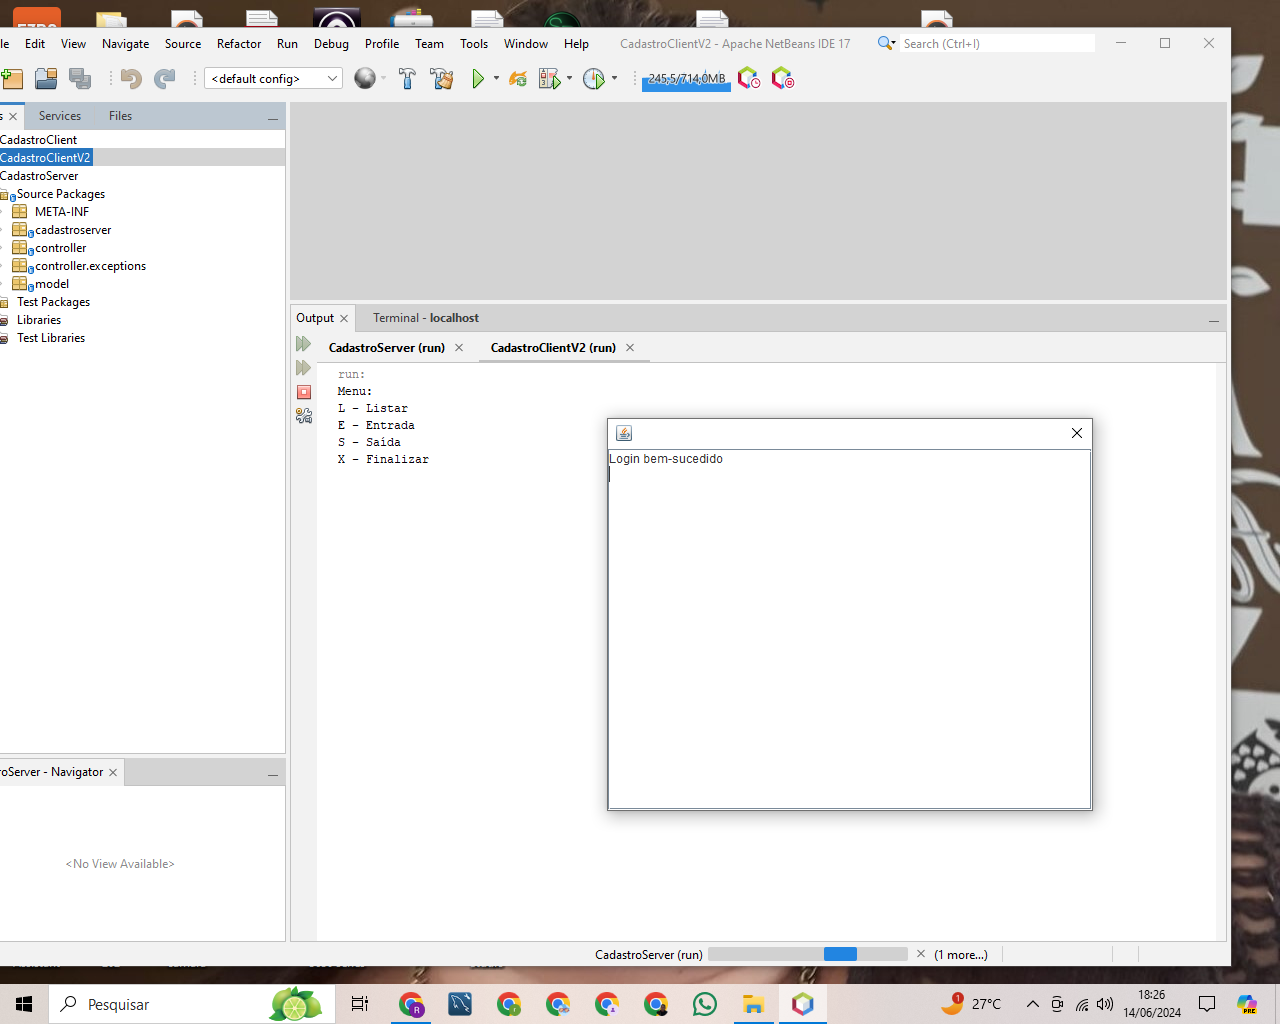 Edit View Navigate Source Refactor Run Debug Profile Team Tools Window Help CadastroClientV2 - Apache NetBeans IDE 17 Search (Ctrl+I)
<default config> 245,5/714,0MB
Services Files
CadastroClient
CadastroClientV2
CadastroServer
Source Packages
META-INF
cadastroserver
controller
controller.exceptions
model
Test Packages
Libraries
Test Libraries
Output Terminal - localhost
CadastroServer (run) CadastroClientV2 (run)
run:
Menu:
L - Listar
E - Entrada
S - Saída
X - Finalizar
Login bem-sucedido
roServer - Navigator
<No View Available>
CadastroServer (run) (1 more...)
Pesquisar
1
27°C
18:26
14/06/2024
PRE